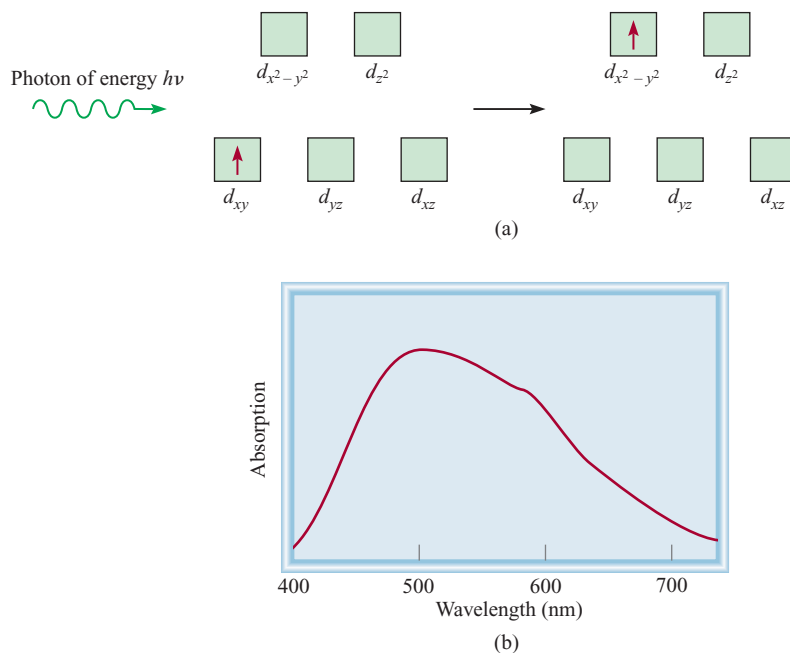 Photon of energy hν
d_{x² − y²} d_{z²}
d_{xy} d_{yz} d_{xz}
d_{x² − y²} d_{z²}
d_{xy} d_{yz} d_{xz}
(a)
Absorption
400 500 600 700
Wavelength (nm)
(b)